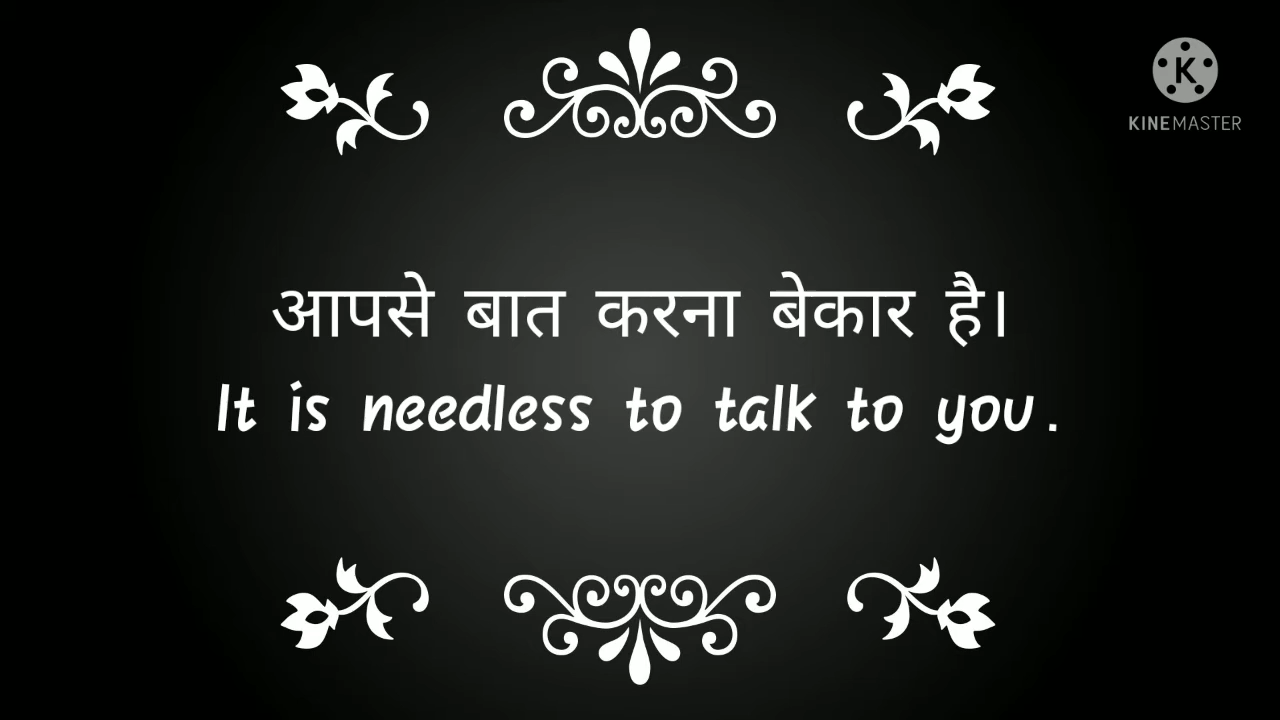 KINEMASTER
आपसे बात करना बेकार है।
It is needless to talk to you.